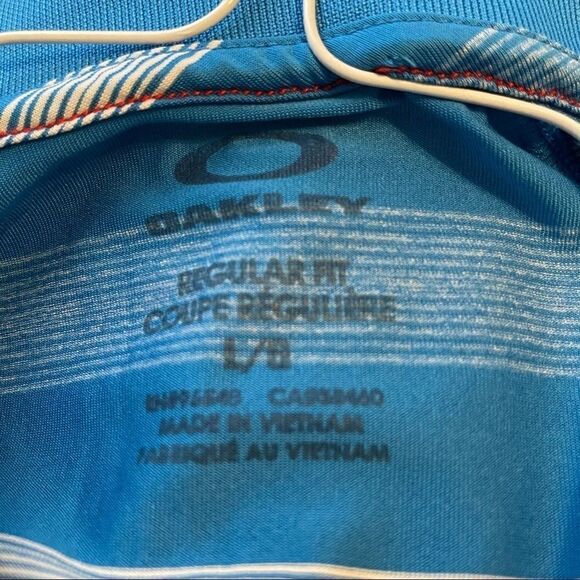 OAKLEY
REGULAR FIT
COUPE RÉGULIÈRE
L/G
MADE IN VIETNAM
FABRIQUÉ AU VIETNAM